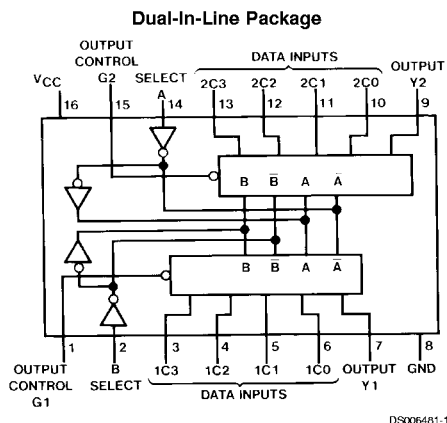 Dual-In-Line Package
OUTPUT
CONTROL
G2
SELECT
A
DATA INPUTS
OUTPUT
Y2
VCC
2C3
2C2
2C1
2C0
16
15
14
13
12
11
10
9
B
B̅
A
A̅
B
B̅
A
A̅
1
2
3
4
5
6
7
8
OUTPUT
CONTROL
G1
B
SELECT
1C3
1C2
1C1
1C0
DATA INPUTS
OUTPUT
Y1
GND
DS006481-1